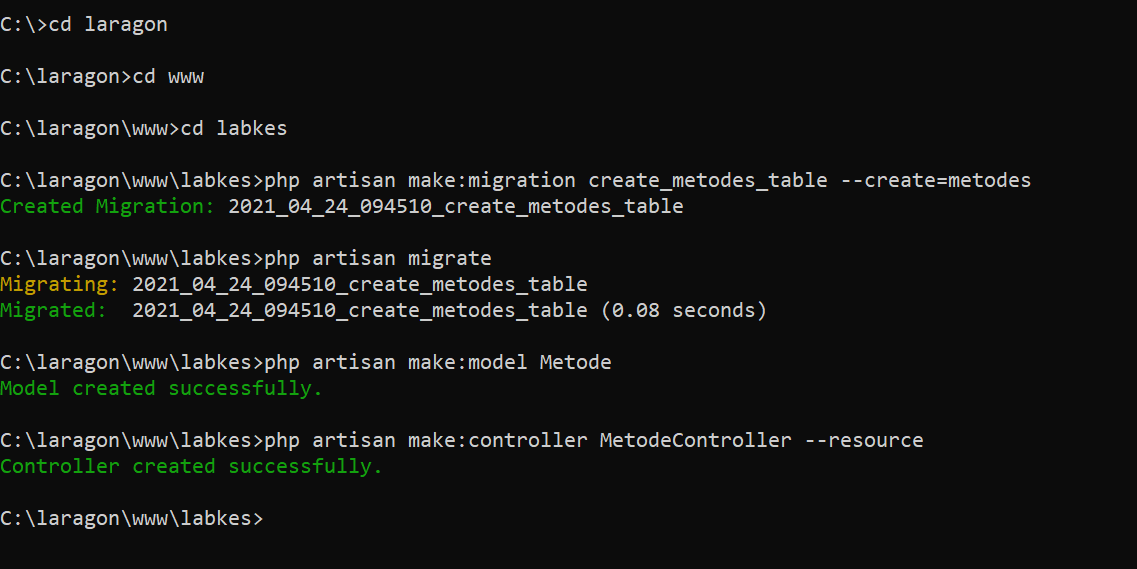 C:\>cd laragon
C:\laragon>cd www
C:\laragon\www>cd labkes
C:\laragon\www\labkes>php artisan make:migration create_metodes_table --create=metodes
Created Migration: 2021_04_24_094510_create_metodes_table
C:\laragon\www\labkes>php artisan migrate
Migrating: 2021_04_24_094510_create_metodes_table
Migrated:  2021_04_24_094510_create_metodes_table (0.08 seconds)
C:\laragon\www\labkes>php artisan make:model Metode
Model created successfully.
C:\laragon\www\labkes>php artisan make:controller MetodeController --resource
Controller created successfully.
C:\laragon\www\labkes>